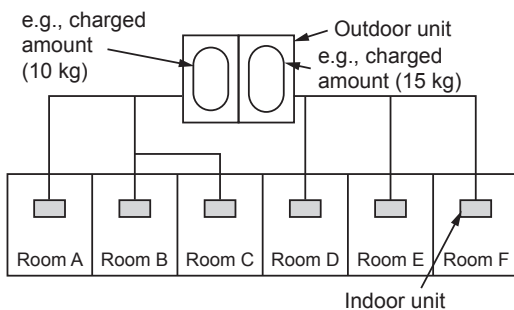 e.g., charged
amount
(10 kg)
Outdoor unit
e.g., charged
amount (15 kg)
Room A
Room B
Room C
Room D
Room E
Room F
Indoor unit